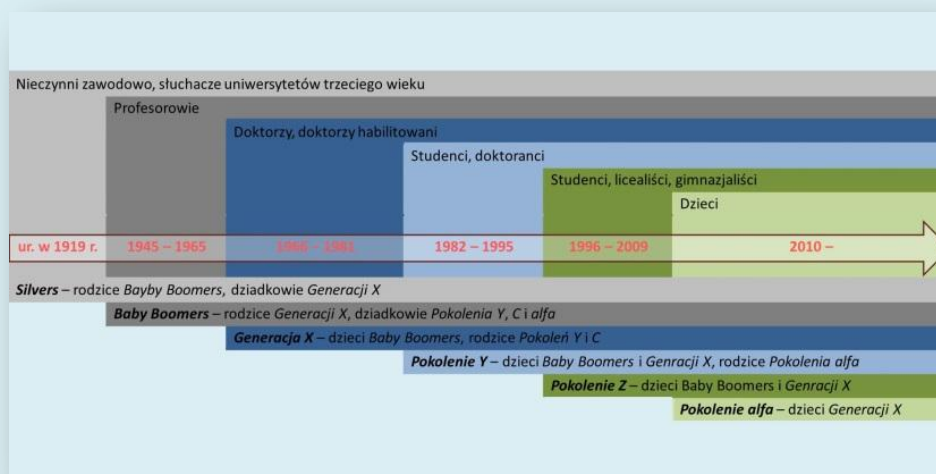 Nieczynni zawodowo, słuchacze uniwersytetów trzeciego wieku
Profesorowie
Doktorzy, doktorzy habilitowani
Studenci, doktoranci
Studenci, licealiści, gimnazjaliści
Dzieci
ur. w 1919 r.
1945 – 1965
1966 – 1981
1982 – 1995
1996 – 2009
2010 –
Silvers – rodzice Bayby Boomers, dziadkowie Generacji X
Baby Boomers – rodzice Generacji X, dziadkowie Pokolenia Y, C i alfa
Generacja X – dzieci Baby Boomers, rodzice Pokoleń Y i C
Pokolenie Y – dzieci Baby Boomers i Genracji X, rodzice Pokolenia alfa
Pokolenie Z – dzieci Baby Boomers i Genracji X
Pokolenie alfa – dzieci Generacji X